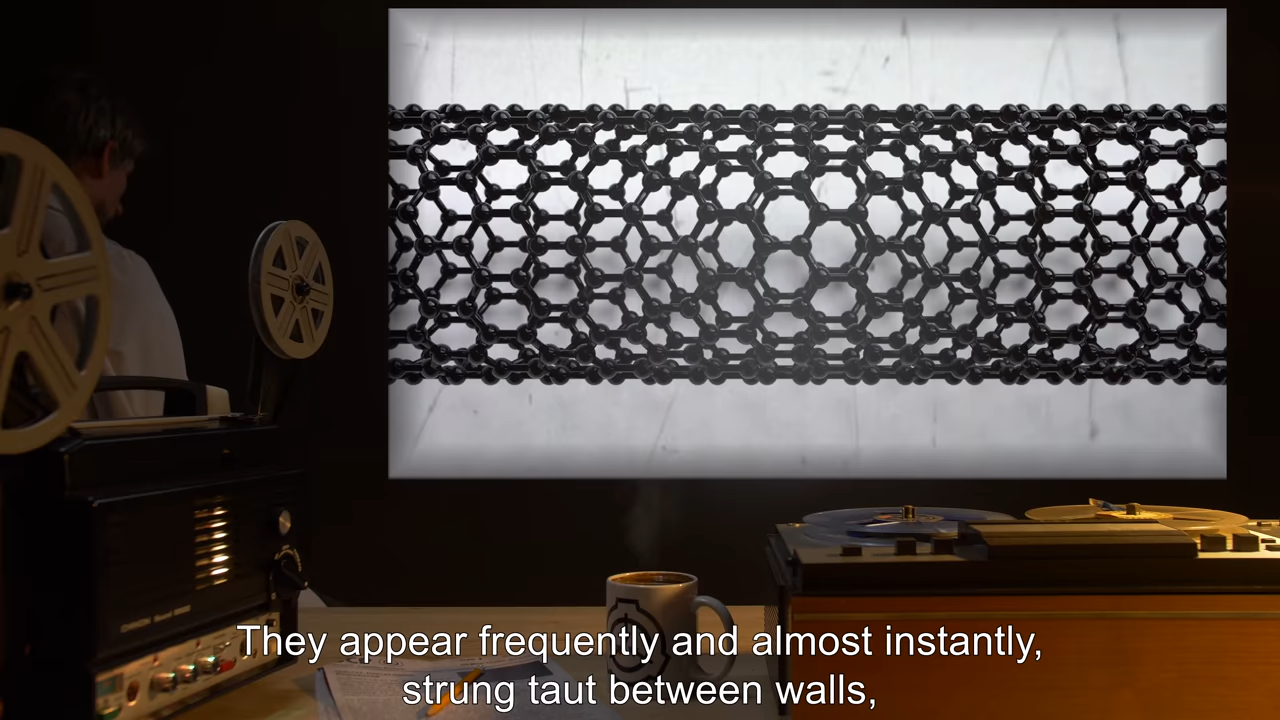 They appear frequently and almost instantly,
strung taut between walls,